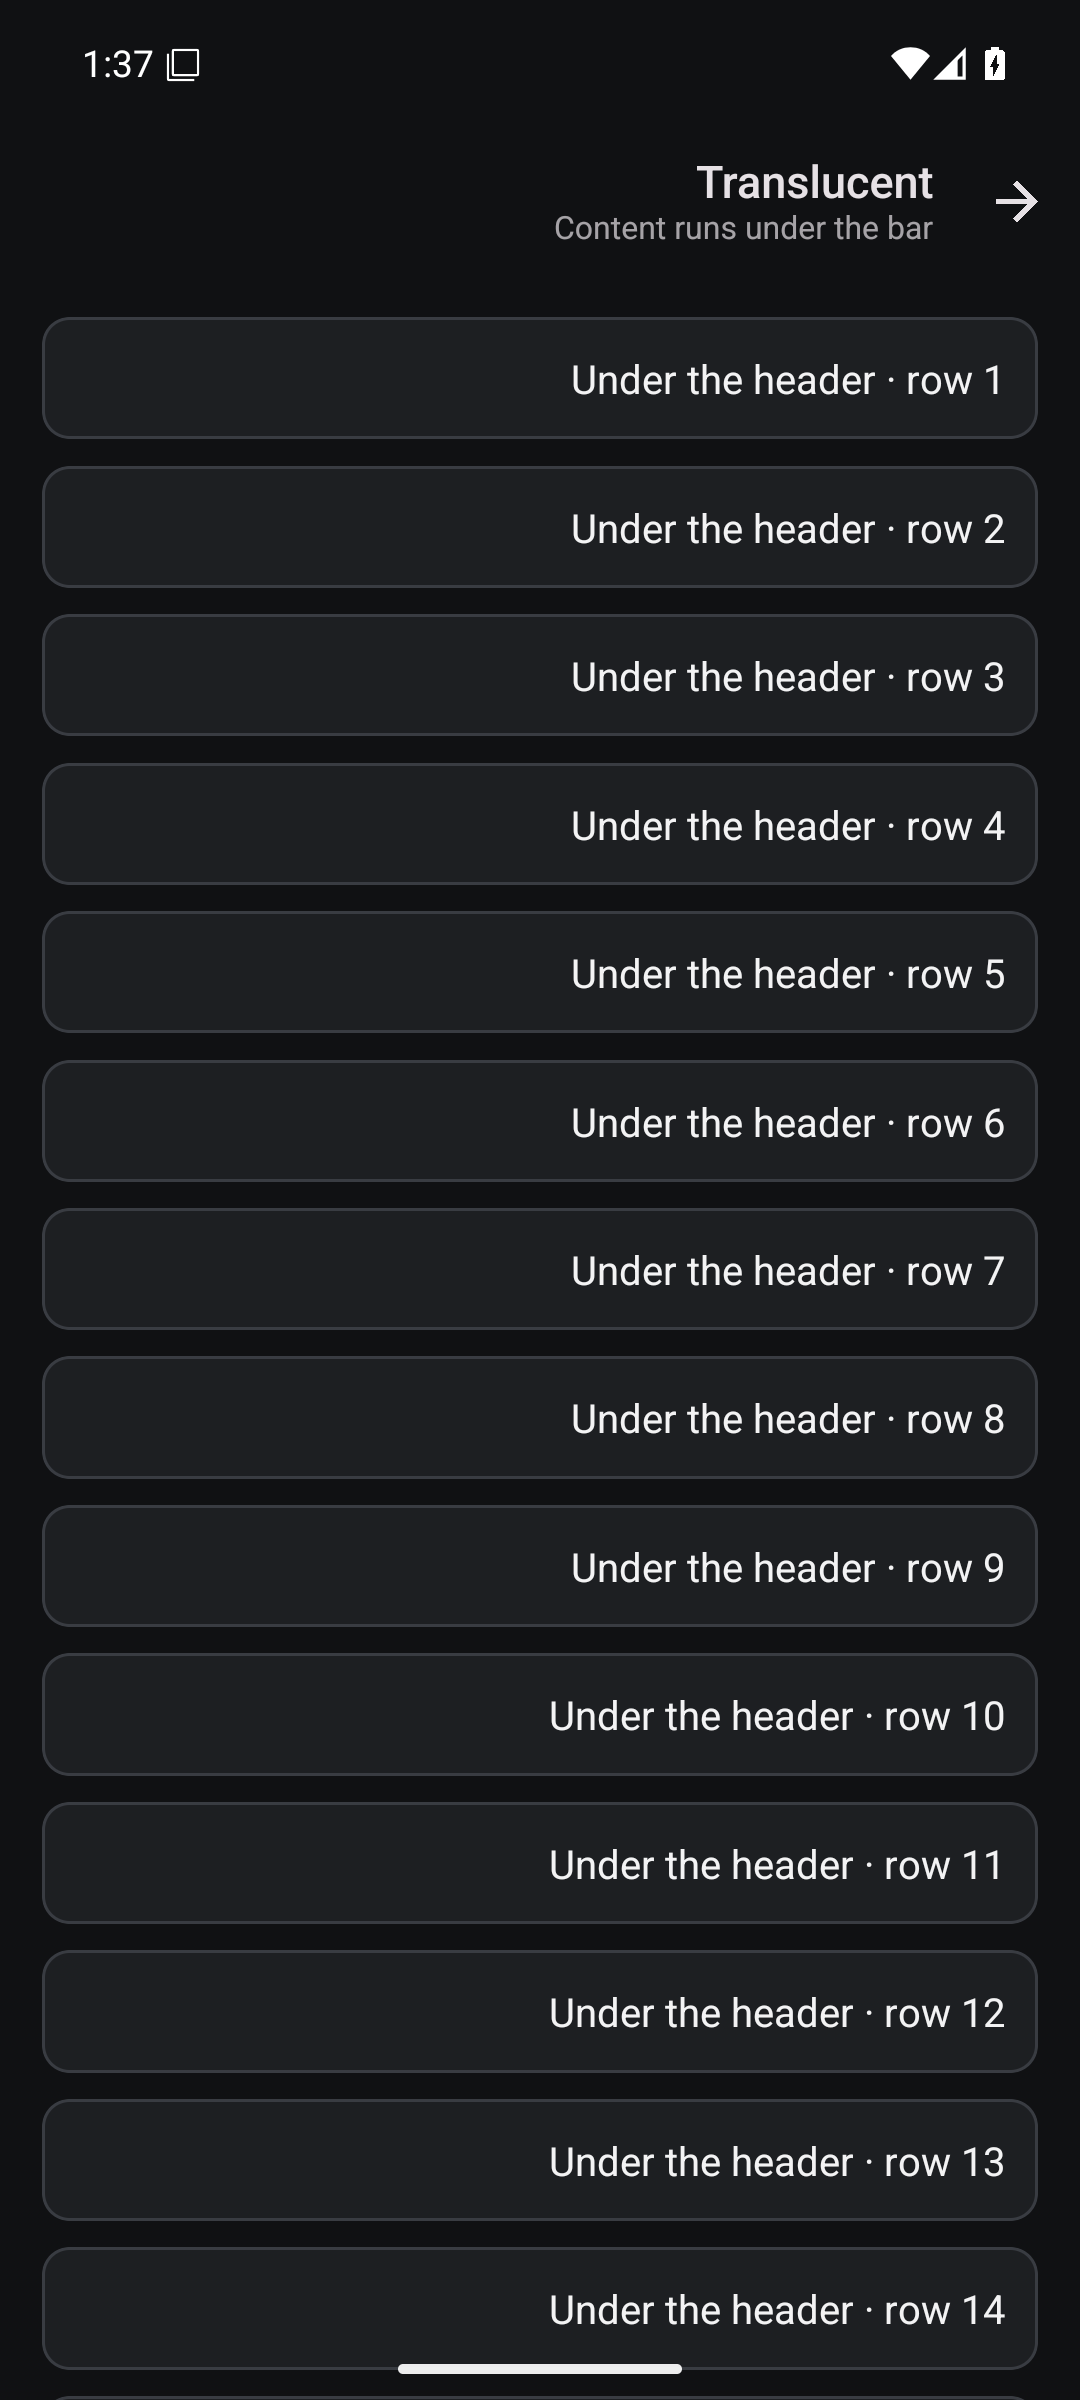 1:37
Translucent
Content runs under the bar
Under the header · row 1
Under the header · row 2
Under the header · row 3
Under the header · row 4
Under the header · row 5
Under the header · row 6
Under the header · row 7
Under the header · row 8
Under the header · row 9
Under the header · row 10
Under the header · row 11
Under the header · row 12
Under the header · row 13
Under the header · row 14